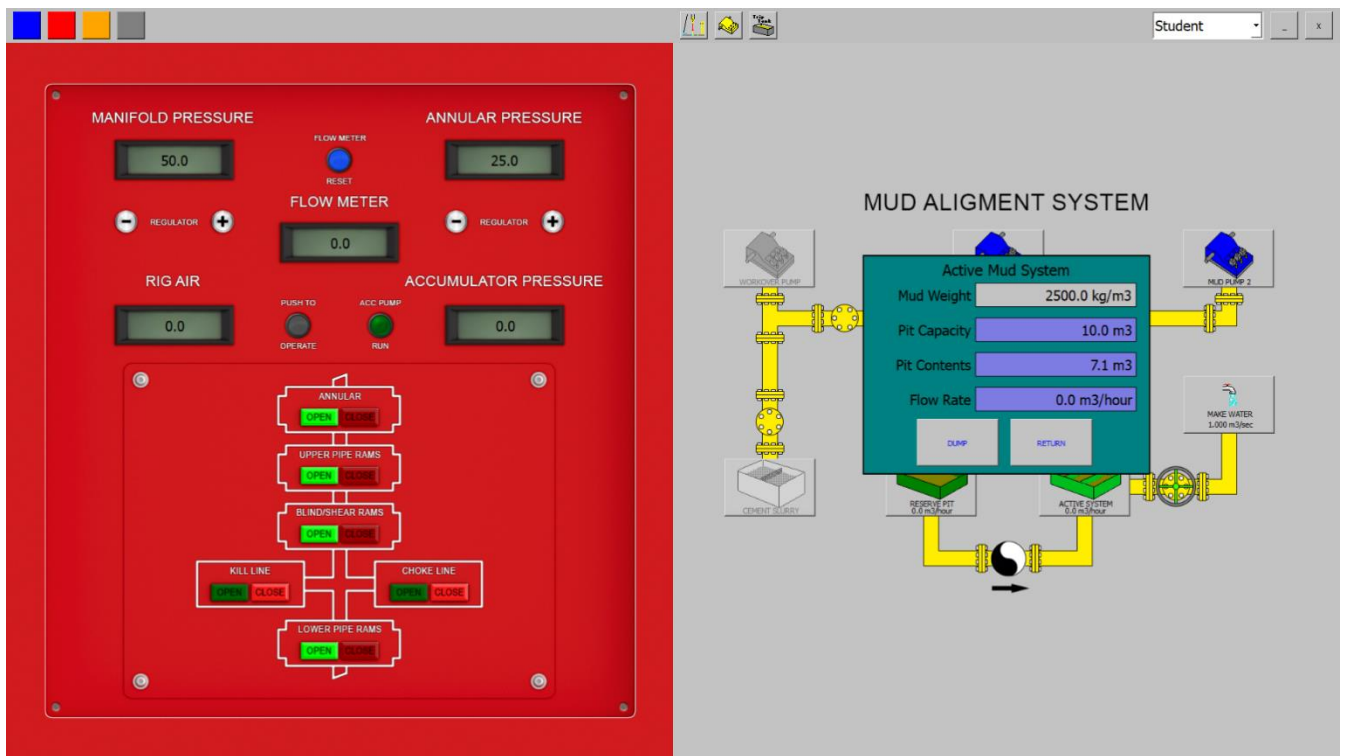 Trip
Tank
Student
_
x
MANIFOLD PRESSURE
50.0
REGULATOR
FLOW METER
RESET
ANNULAR PRESSURE
25.0
REGULATOR
FLOW METER
0.0
RIG AIR
0.0
PUSH TO
OPERATE
ACC PUMP
RUN
ACCUMULATOR PRESSURE
0.0
ANNULAR
OPEN CLOSE
UPPER PIPE RAMS
OPEN CLOSE
BLIND/SHEAR RAMS
OPEN CLOSE
KILL LINE
OPEN CLOSE
CHOKE LINE
OPEN CLOSE
LOWER PIPE RAMS
OPEN CLOSE
MUD ALIGMENT SYSTEM
WORKOVER PUMP
MUD PUMP 2
Active Mud System
Mud Weight 2500.0 kg/m3
Pit Capacity 10.0 m3
Pit Contents 7.1 m3
Flow Rate 0.0 m3/hour
DUMP RETURN
MAKE WATER
1.000 m3/sec
CEMENT SLURRY
RESERVE PIT
0.0 m3/hour
ACTIVE SYSTEM
0.0 m3/hour